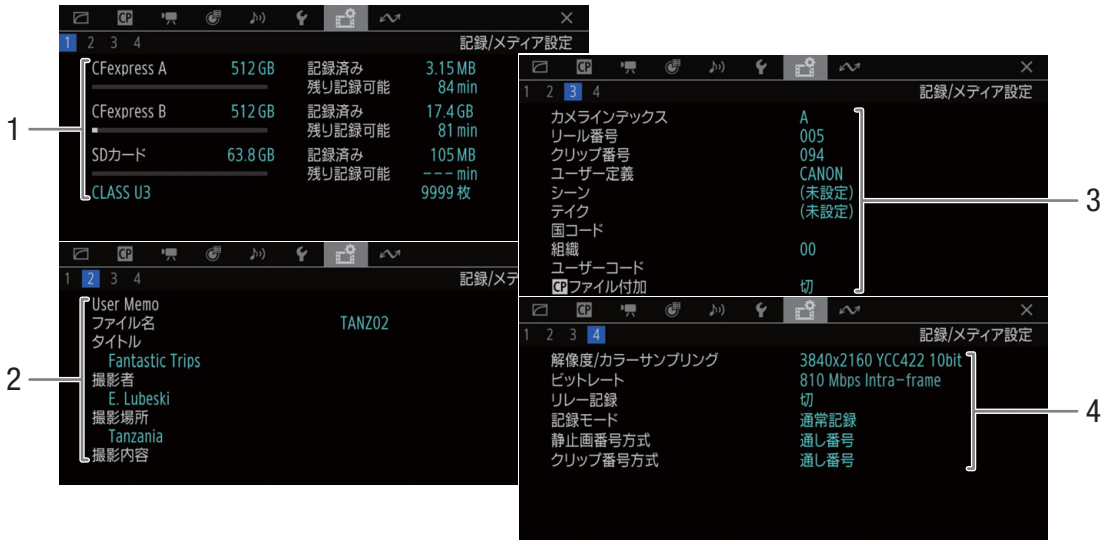 CP
1 2 3 4 記録/メディア設定
CFexpress A 512 GB 記録済み 3.15 MB
残り記録可能 84 min
CFexpress B 512 GB 記録済み 17.4 GB
残り記録可能 81 min
SDカード 63.8 GB 記録済み 105 MB
残り記録可能 ––– min
CLASS U3 9999 枚
1
CP
1 2 3 4 記録/メデ
User Memo
ファイル名 TANZ02
タイトル
Fantastic Trips
撮影者
E. Lubeski
撮影場所
Tanzania
撮影内容
2
CP
1 2 3 4 記録/メディア設定
カメラインデックス A
リール番号 005
クリップ番号 094
ユーザー定義 CANON
シーン (未設定)
テイク (未設定)
国コード
組織 00
ユーザーコード
CPファイル付加 切
3
CP
1 2 3 4 記録/メディア設定
解像度/カラーサンプリング 3840x2160 YCC422 10bit
ビットレート 810 Mbps Intra-frame
リレー記録 切
記録モード 通常記録
静止画番号方式 通し番号
クリップ番号方式 通し番号
4